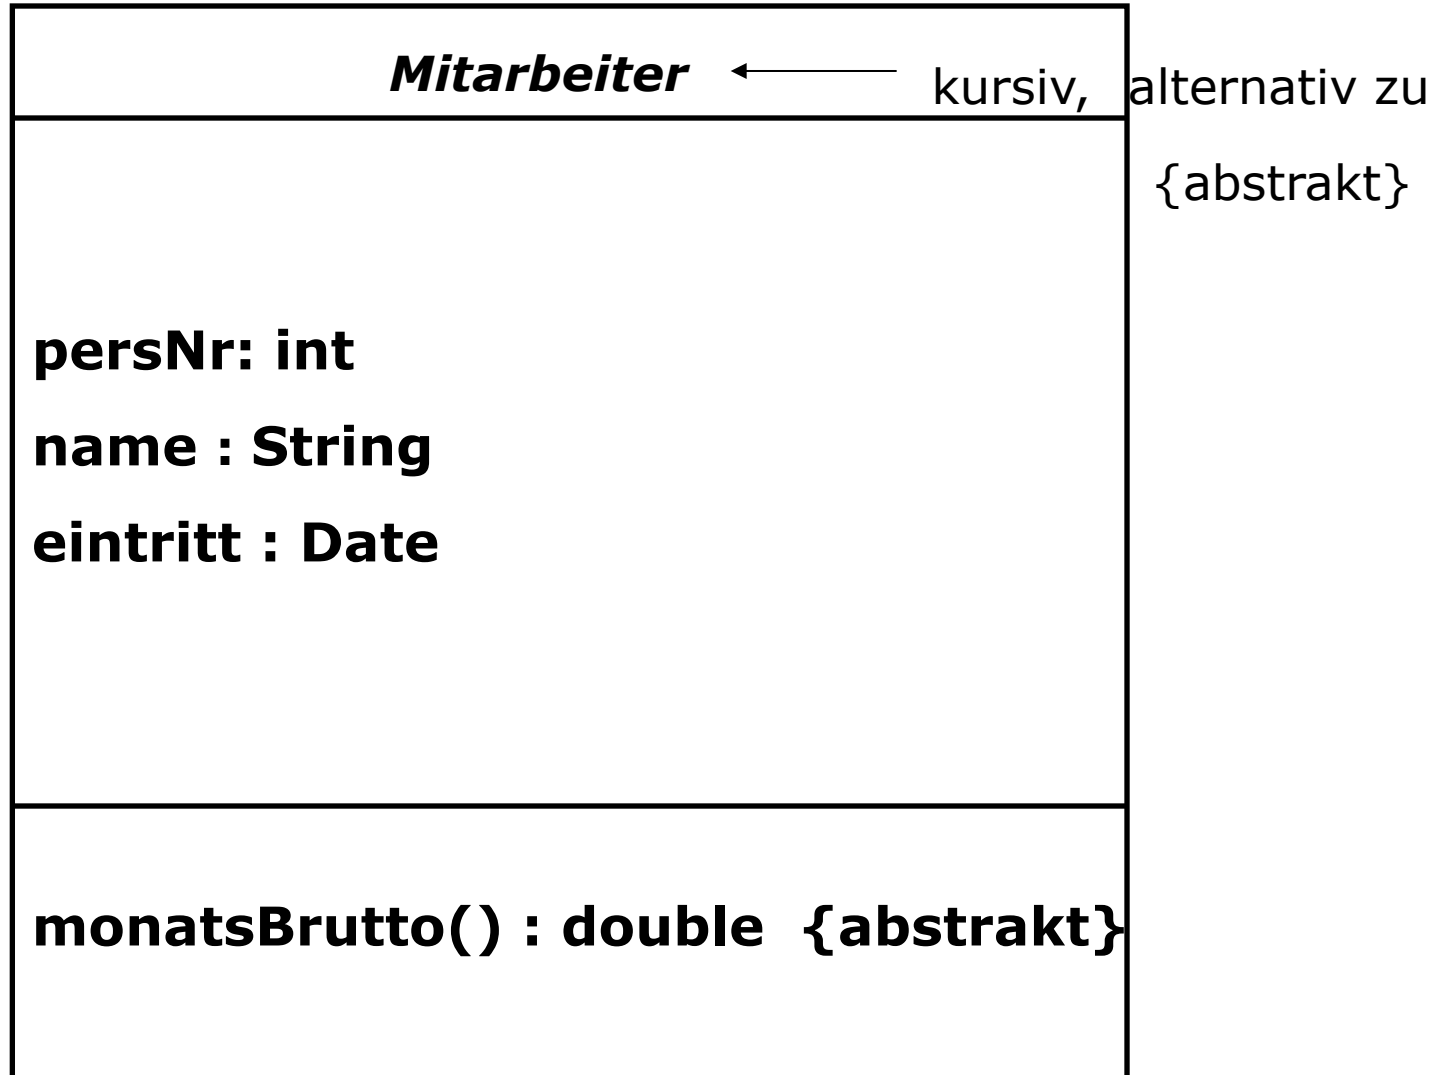 Mitarbeiter kursiv, alternativ zu
{abstrakt}
persNr: int
name : String
eintritt : Date
monatsBrutto() : double {abstrakt}